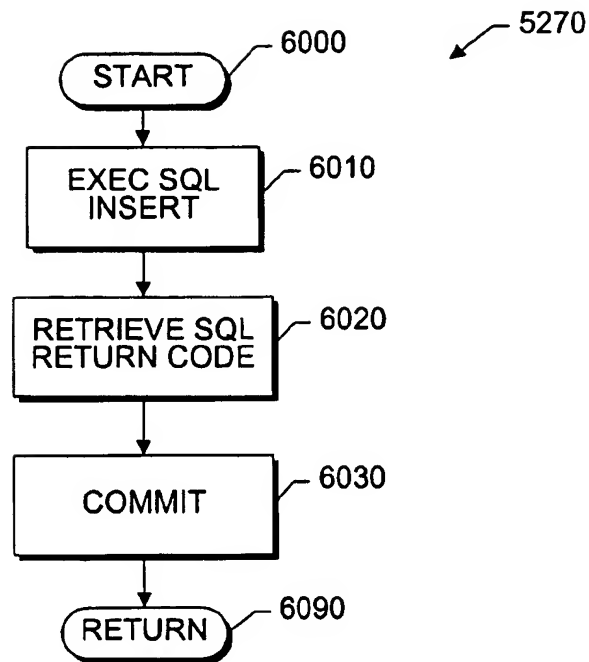 5270
START
6000
EXEC SQL
INSERT
6010
RETRIEVE SQL
RETURN CODE
6020
COMMIT
6030
RETURN
6090